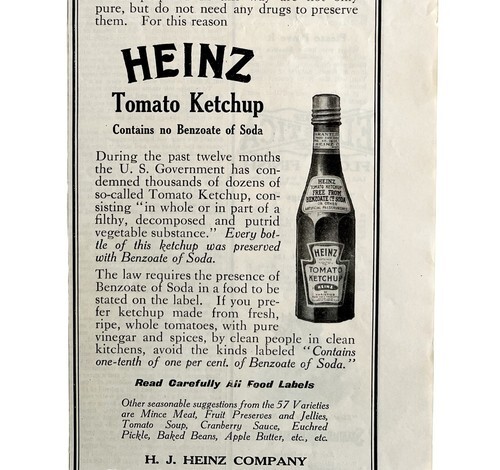 pure, but do not need any drugs to preserve
them. For this reason
HEINZ
Tomato Ketchup
Contains no Benzoate of Soda
During the past twelve months
the U. S. Government has con-
demned thousands of dozens of
so-called Tomato Ketchup, con-
sisting "in whole or in part of a
filthy, decomposed and putrid
vegetable substance." Every bot-
tle of this ketchup was preserved
with Benzoate of Soda.
The law requires the presence of
Benzoate of Soda in a food to be
stated on the label. If you pre-
fer ketchup made from fresh,
ripe, whole tomatoes, with pure
vinegar and spices, by clean people in clean
kitchens, avoid the kinds labeled "Contains
one-tenth of one per cent. of Benzoate of Soda."
HEINZ
TOMATO KETCHUP
FREE FROM
BENZOATE OF SODA
HEINZ
TOMATO
KETCHUP
HEINZ
Read Carefully All Food Labels
Other seasonable suggestions from the 57 Varieties
are Mince Meat, Fruit Preserves and Jellies,
Tomato Soup, Cranberry Sauce, Euchred
Pickle, Baked Beans, Apple Butter, etc., etc.
H. J. HEINZ COMPANY